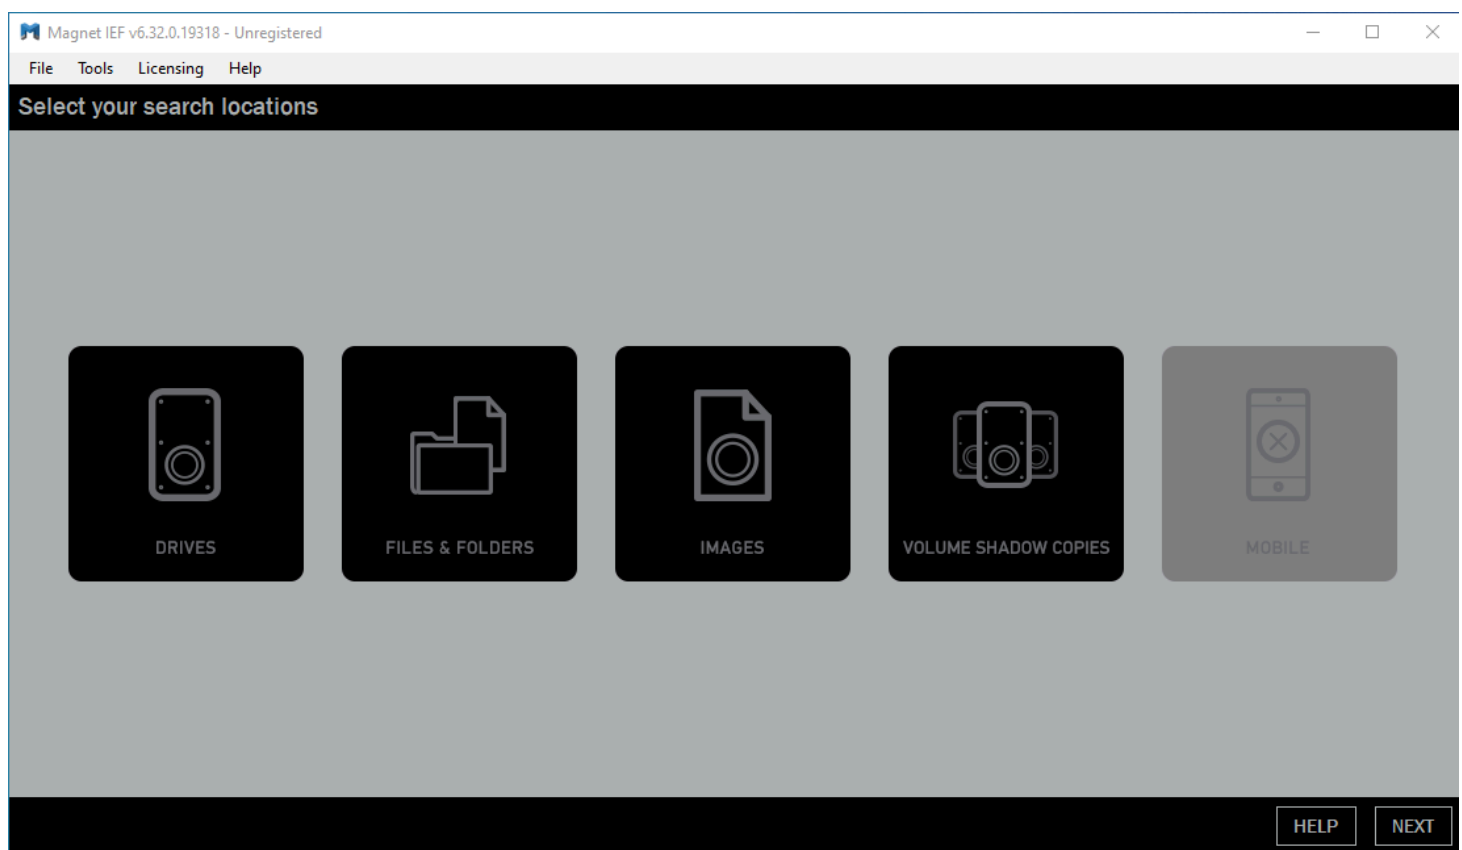 Magnet IEF v6.32.0.19318 - Unregistered
File Tools Licensing Help
Select your search locations
DRIVES FILES & FOLDERS IMAGES VOLUME SHADOW COPIES MOBILE
HELP NEXT